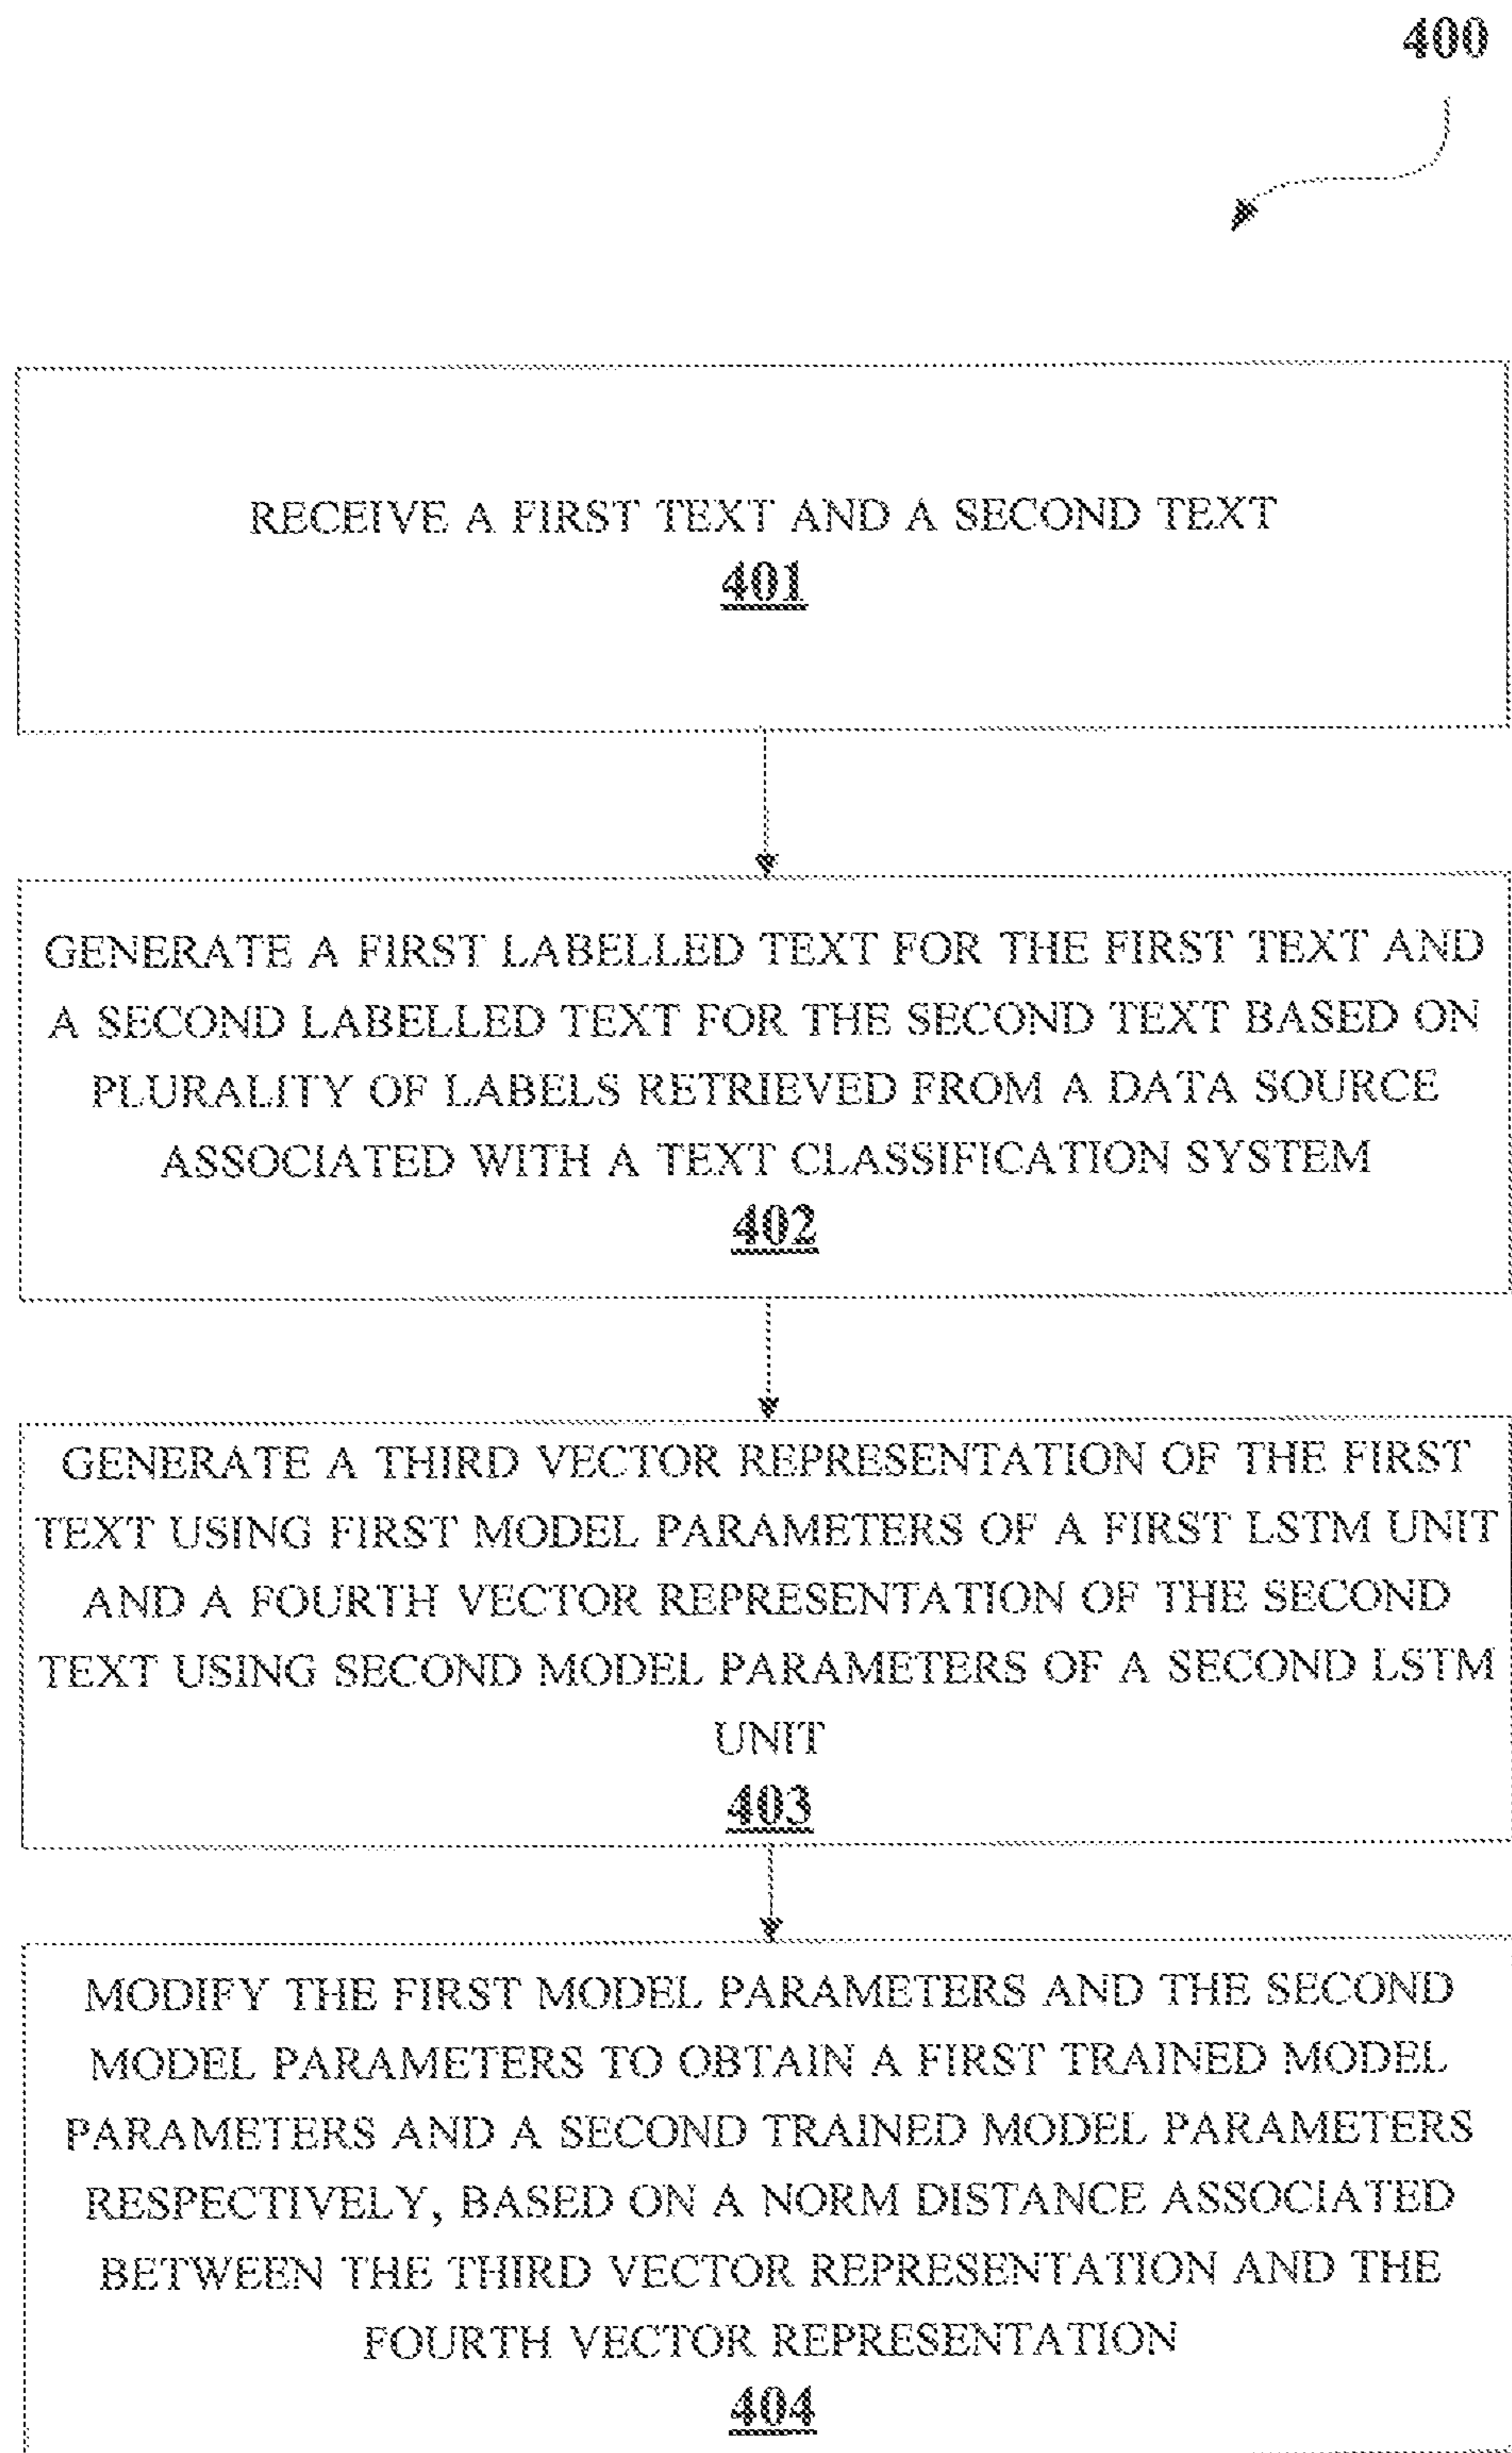 400
RECEIVE A FIRST TEXT AND A SECOND TEXT
401
GENERATE A FIRST LABELLED TEXT FOR THE FIRST TEXT AND
A SECOND LABELLED TEXT FOR THE SECOND TEXT BASED ON
PLURALITY OF LABELS RETRIEVED FROM A DATA SOURCE
ASSOCIATED WITH A TEXT CLASSIFICATION SYSTEM
402
GENERATE A THIRD VECTOR REPRESENTATION OF THE FIRST
TEXT USING FIRST MODEL PARAMETERS OF A FIRST LSTM UNIT
AND A FOURTH VECTOR REPRESENTATION OF THE SECOND
TEXT USING SECOND MODEL PARAMETERS OF A SECOND LSTM
UNIT
403
MODIFY THE FIRST MODEL PARAMETERS AND THE SECOND
MODEL PARAMETERS TO OBTAIN A FIRST TRAINED MODEL
PARAMETERS AND A SECOND TRAINED MODEL PARAMETERS
RESPECTIVELY, BASED ON A NORM DISTANCE ASSOCIATED
BETWEEN THE THIRD VECTOR REPRESENTATION AND THE
FOURTH VECTOR REPRESENTATION
404